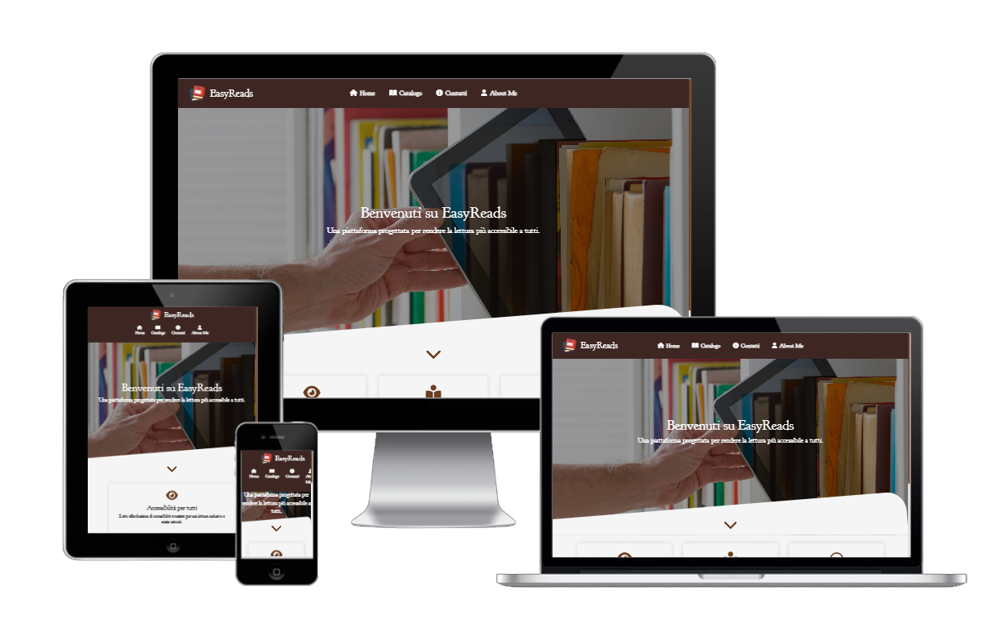 EasyReads
Home Catalogo Contatti About Me
Benvenuti su EasyReads
Una piattaforma progettata per rendere la lettura più accessibile a tutti.
EasyReads
Home Catalogo Contatti About Me
Benvenuti su EasyReads
Una piattaforma progettata per rendere la lettura più accessibile a tutti.
Accessibilità per tutti
EasyReads
Home Catalogo Contatti
Una piattaforma progettata per
rendere la lettura più accessibile a
tutti.
EasyReads
Home Catalogo Contatti About Me
Benvenuti su EasyReads
Una piattaforma progettata per rendere la lettura più accessibile a tutti.